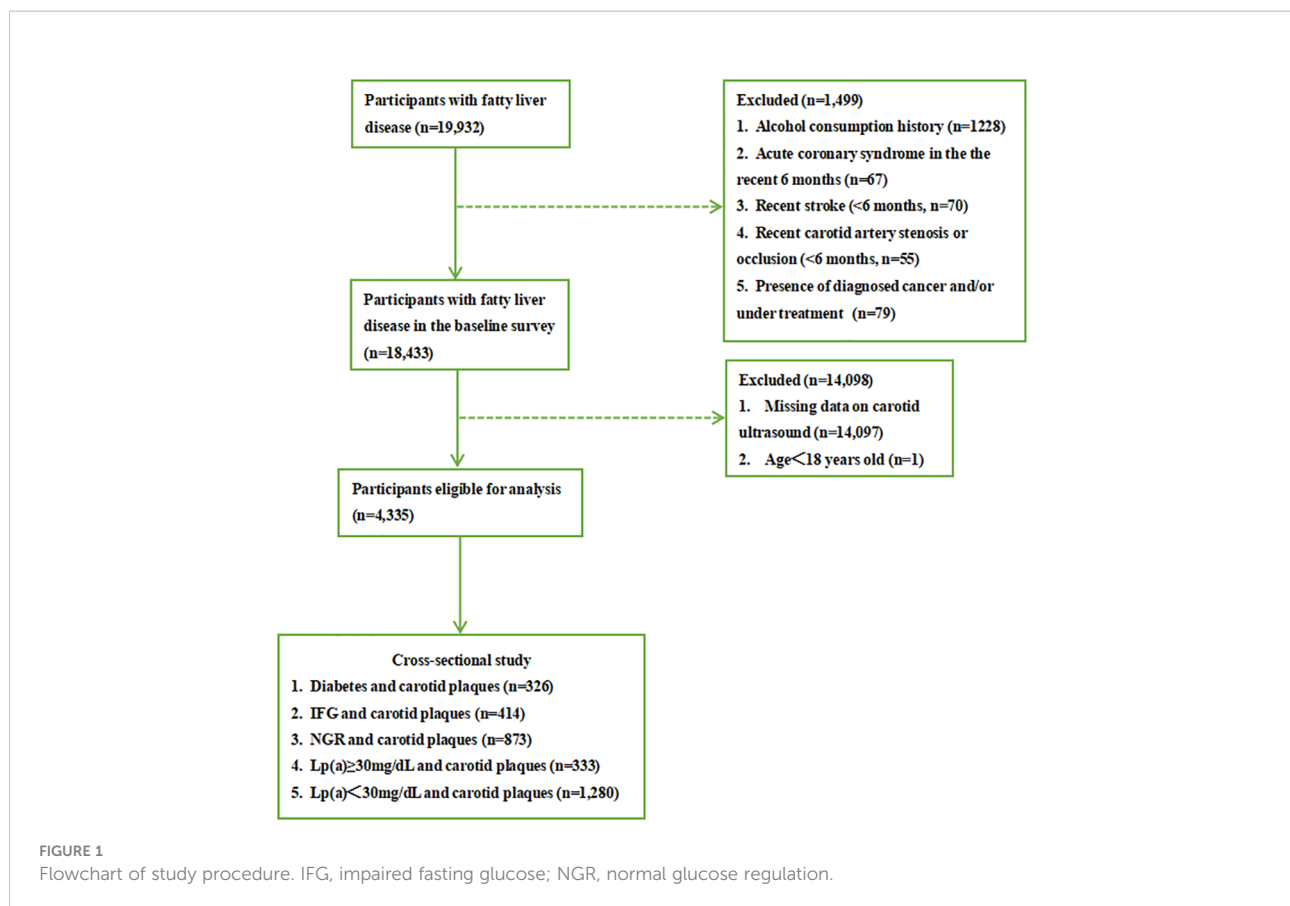 Participants with fatty liver
disease (n=19,932)
Excluded (n=1,499)
1. Alcohol consumption history (n=1228)
2. Acute coronary syndrome in the the
recent 6 months (n=67)
3. Recent stroke (<6 months, n=70)
4. Recent carotid artery stenosis or
occlusion (<6 months, n=55)
5. Presence of diagnosed cancer and/or
under treatment (n=79)
Participants with fatty liver
disease in the baseline survey
(n=18,433)
Excluded (n=14,098)
1. Missing data on carotid
ultrasound (n=14,097)
2. Age<18 years old (n=1)
Participants eligible for analysis
(n=4,335)
Cross-sectional study
1. Diabetes and carotid plaques (n=326)
2. IFG and carotid plaques (n=414)
3. NGR and carotid plaques (n=873)
4. Lp(a)≥30mg/dL and carotid plaques (n=333)
5. Lp(a)<30mg/dL and carotid plaques (n=1,280)
FIGURE 1
Flowchart of study procedure. IFG, impaired fasting glucose; NGR, normal glucose regulation.